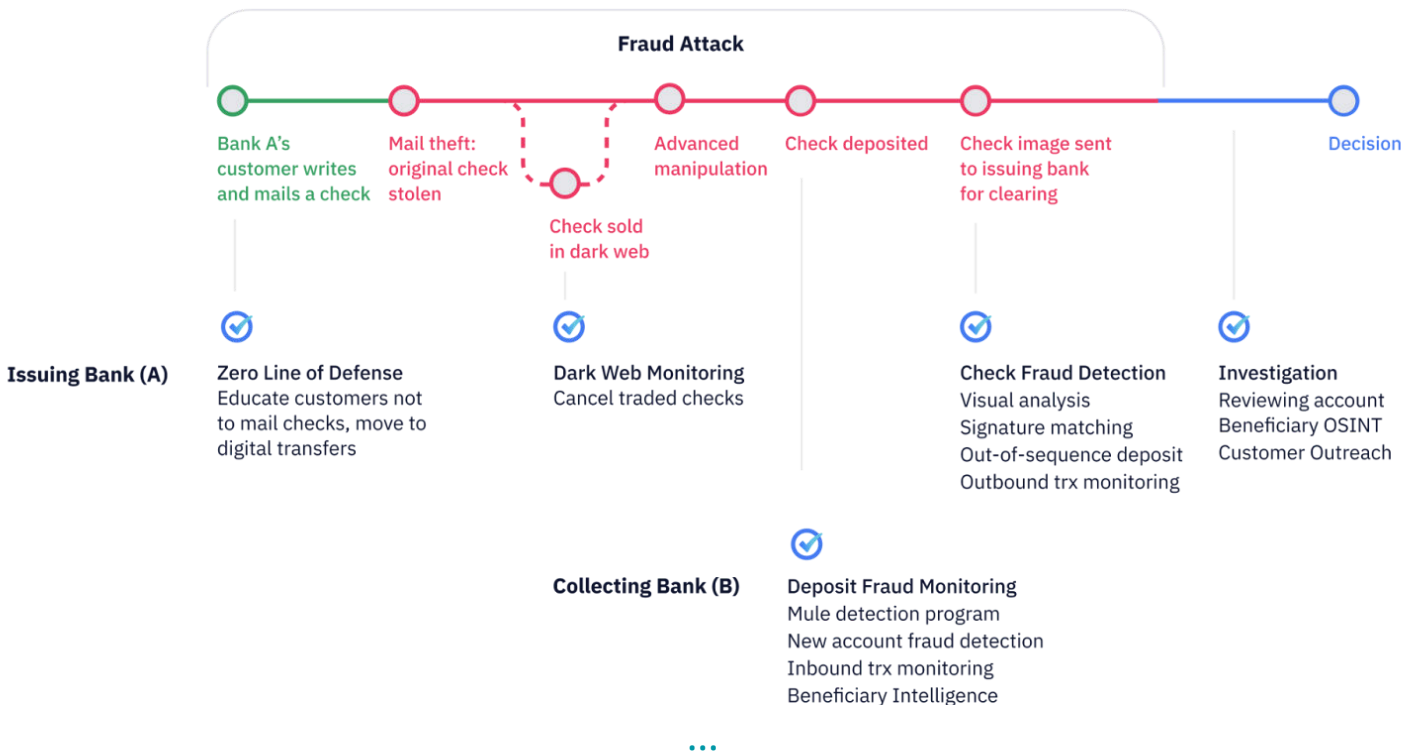 Fraud Attack
Bank A's
customer writes
and mails a check
Mail theft:
original check
stolen
Check sold
in dark web
Advanced
manipulation
Check deposited
Check image sent
to issuing bank
for clearing
Decision
Issuing Bank (A)
Zero Line of Defense
Educate customers not
to mail checks, move to
digital transfers
Dark Web Monitoring
Cancel traded checks
Check Fraud Detection
Visual analysis
Signature matching
Out-of-sequence deposit
Outbound trx monitoring
Investigation
Reviewing account
Beneficiary OSINT
Customer Outreach
Collecting Bank (B)
Deposit Fraud Monitoring
Mule detection program
New account fraud detection
Inbound trx monitoring
Beneficiary Intelligence